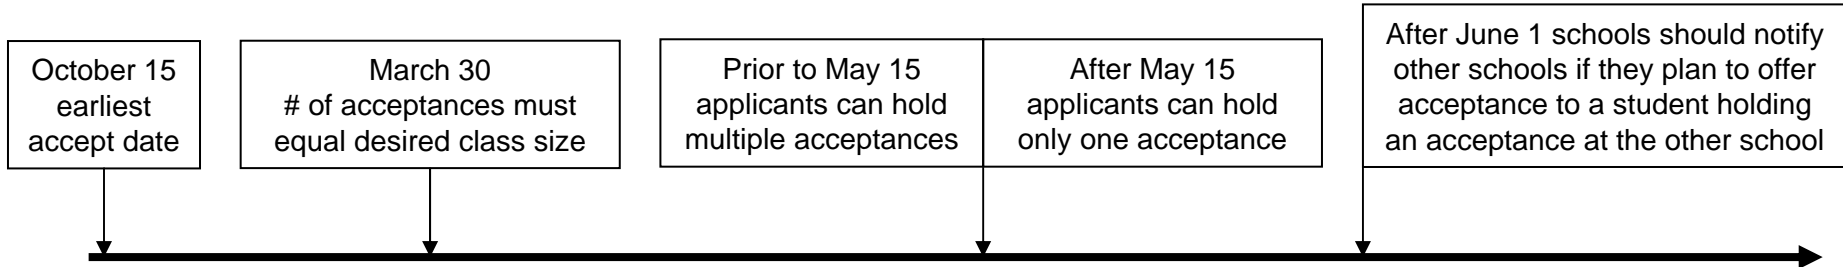 October 15
earliest
accept date
March 30
# of acceptances must
equal desired class size
Prior to May 15
applicants can hold
multiple acceptances
After May 15
applicants can hold
only one acceptance
After June 1 schools should notify
other schools if they plan to offer
acceptance to a student holding
an acceptance at the other school